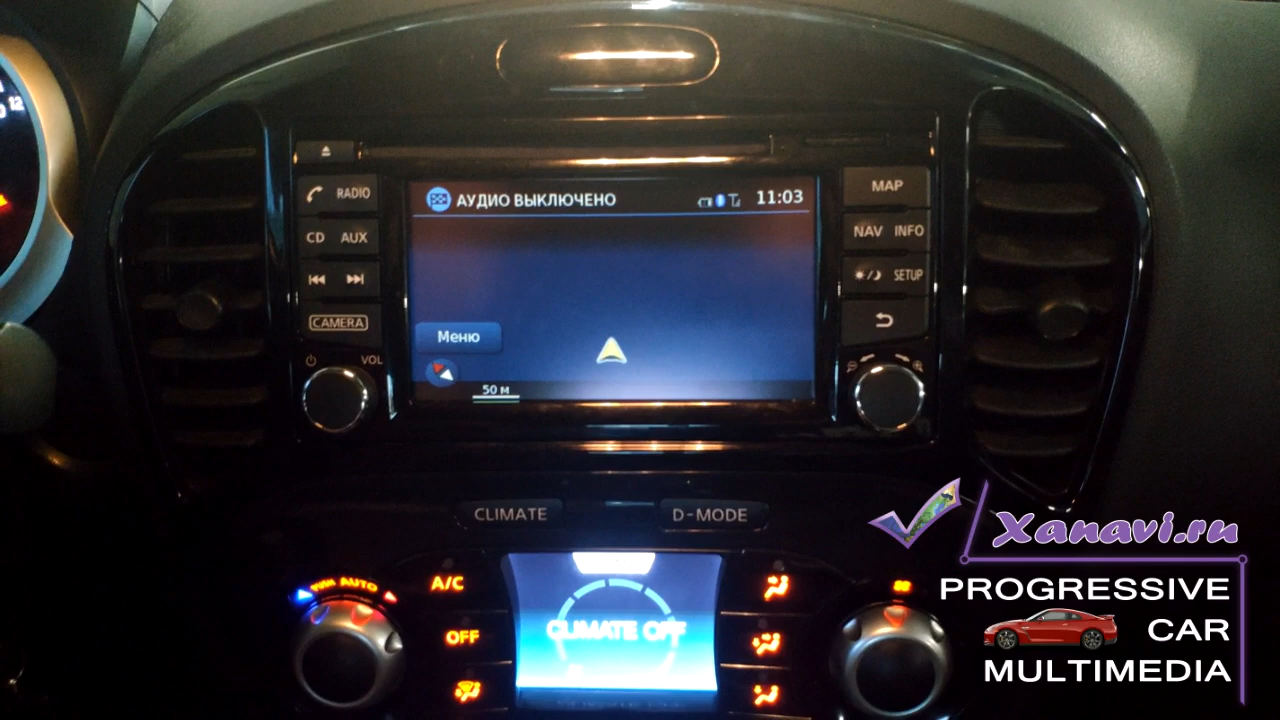 12
RADIO
CD AUX
CAMERA
VOL
АУДИО ВЫКЛЮЧЕНО 11:03
Меню
50 м
MAP
NAV INFO
SETUP
CLIMATE D-MODE
AUTO
A/C
OFF
CLIMATE OFF
Xanavi.ru
PROGRESSIVE
CAR
MULTIMEDIA